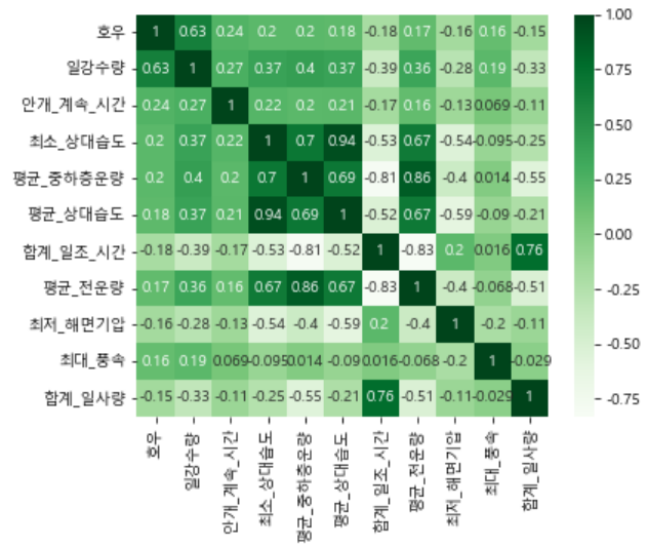 호우 1 0.63 0.24 0.2 0.2 0.18 -0.18 0.17 -0.16 0.16 -0.15
일강수량 0.63 1 0.27 0.37 0.4 0.37 -0.39 0.36 -0.28 0.19 -0.33
안개_계속_시간 0.24 0.27 1 0.22 0.2 0.21 -0.17 0.16 -0.13 0.069 -0.11
최소_상대습도 0.2 0.37 0.22 1 0.7 0.94 -0.53 0.67 -0.54 -0.095 -0.25
평균_중하층운량 0.2 0.4 0.2 0.7 1 0.69 -0.81 0.86 -0.4 0.014 -0.55
평균_상대습도 0.18 0.37 0.21 0.94 0.69 1 -0.52 0.67 -0.59 -0.09 -0.21
합계_일조_시간 -0.18 -0.39 -0.17 -0.53 -0.81 -0.52 1 -0.83 0.2 0.016 0.76
평균_전운량 0.17 0.36 0.16 0.67 0.86 0.67 -0.83 1 -0.4 -0.068 -0.51
최저_해면기압 -0.16 -0.28 -0.13 -0.54 -0.4 -0.59 0.2 -0.4 1 -0.2 -0.11
최대_풍속 0.16 0.19 0.069 -0.095 0.014 -0.09 0.016 -0.068 -0.2 1 -0.029
합계_일사량 -0.15 -0.33 -0.11 -0.25 -0.55 -0.21 0.76 -0.51 -0.11 -0.029 1
호우 일강수량 안개_계속_시간 최소_상대습도 평균_중하층운량 평균_상대습도 합계_일조_시간 평균_전운량 최저_해면기압 최대_풍속 합계_일사량
1.00
0.75
0.50
0.25
0.00
-0.25
-0.50
-0.75